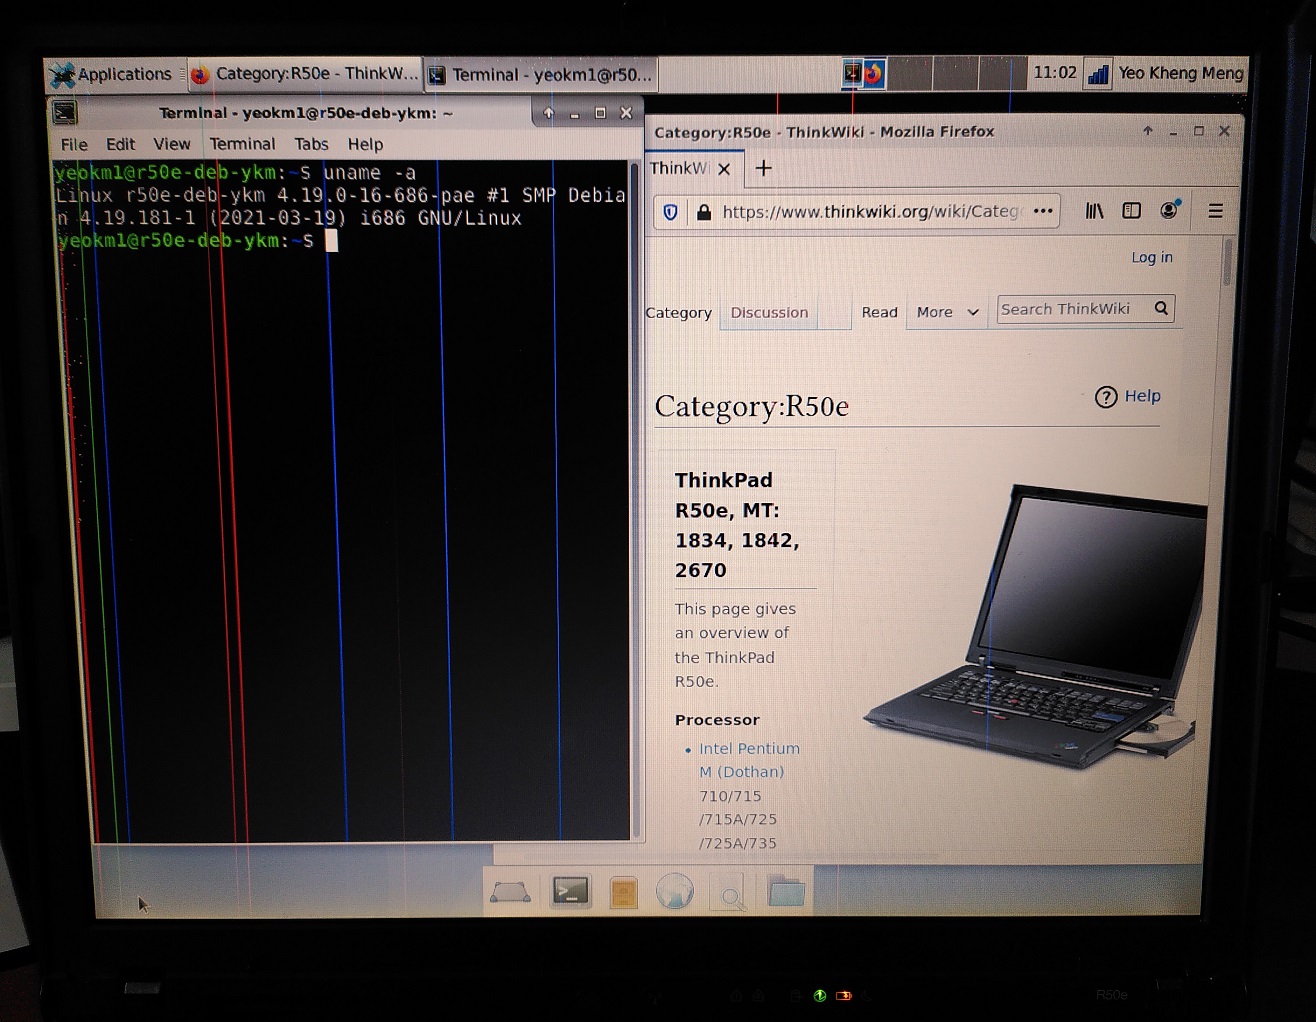 Applications Category:R50e - ThinkW... Terminal - yeokm1@r50... 11:02 Yeo Kheng Meng
Terminal - yeokm1@r50e-deb-ykm: ~
File Edit View Terminal Tabs Help
yeokm1@r50e-deb-ykm:~$ uname -a
Linux r50e-deb-ykm 4.19.0-16-686-pae #1 SMP Debia
n 4.19.181-1 (2021-03-19) i686 GNU/Linux
yeokm1@r50e-deb-ykm:~$
Category:R50e - ThinkWiki - Mozilla Firefox
ThinkWi
https://www.thinkwiki.org/wiki/Categ
Log in
Category Discussion Read More Search ThinkWiki
Category:R50e
Help
ThinkPad
R50e, MT:
1834, 1842,
2670
This page gives
an overview of
the ThinkPad
R50e.
Processor
• Intel Pentium
M (Dothan)
710/715
/715A/725
/725A/735
R50e